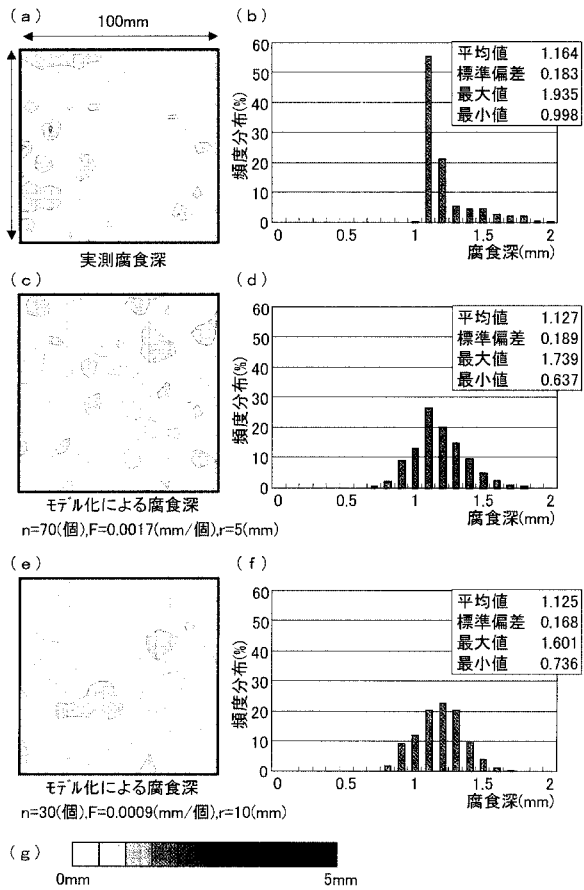 (a)
100mm
実測腐食深
(b)
頻度分布(%)
60
50
40
30
20
10
0
0
0.5
1.0
1.5
2
腐食深(mm)
平均値 1.164
標準偏差 0.183
最大値 1.935
最小値 0.998
(c)
モデル化による腐食深
n=70(個),F=0.0017(mm/個),r=5(mm)
(d)
頻度分布(%)
60
50
40
30
20
10
0
0
0.5
1.0
1.5
2
腐食深(mm)
平均値 1.127
標準偏差 0.189
最大値 1.739
最小値 0.637
(e)
モデル化による腐食深
n=30(個),F=0.0009(mm/個),r=10(mm)
(f)
頻度分布(%)
60
50
40
30
20
10
0
0
0.5
1.0
1.5
2
腐食深(mm)
平均値 1.125
標準偏差 0.168
最大値 1.601
最小値 0.736
(g)
0mm
5mm